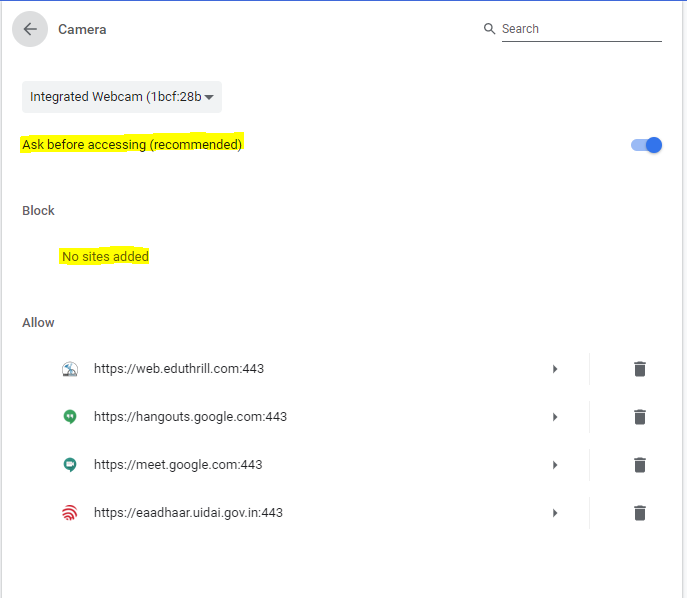 Camera
Search
Integrated Webcam (1bcf:28b
Ask before accessing (recommended)
Block
No sites added
Allow
https://web.eduthrill.com:443
https://hangouts.google.com:443
https://meet.google.com:443
https://eaadhaar.uidai.gov.in:443